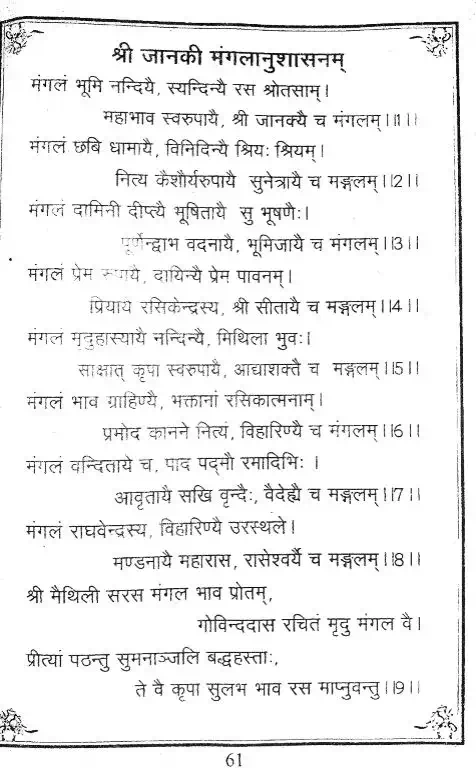 श्री जानकी मंगलानुशासनम्
मंगलं भूमि नन्दियै, स्यन्दिन्यै रस श्रोतसाम्।
महाभाव स्वरुपायै, श्री जानक्यै च मंगलम्।।1।।
मंगलं छबि धामायै, विनिदिन्यै श्रियः श्रियम्।
नित्य कैशौर्यरुपायै सुनेत्रायै च मङ्गलम्।।2।।
मंगलं दामिनी दीप्त्यै भूषितायै सु भूषणैः।
पूर्णेन्द्वाभ वदनायै, भूमिजायै च मंगलम्।।3।।
मंगलं प्रेम रूपायै, दायिन्यै प्रेम पावनम्।
प्रियायै रसिकेन्द्रस्य, श्री सीतायै च मङ्गलम्।।4।।
मंगलं मृदुहास्यायै नन्दिन्यै, मिथिला भुवः।
साक्षात् कृपा स्वरुपायै, आद्याशक्तै च मङ्गलम्।।5।।
मंगलं भाव ग्राहिण्यै, भक्तानां रसिकात्मनाम्।
प्रमोद कानने नित्यं, विहारिण्यै च मंगलम्।।6।।
मंगलं वन्दितायै च, पाद पद्मौ रमादिभिः ।
आवृतायै सखि वृन्दैः, वैदेह्यै च मङ्गलम्।।7।।
मंगलं राघवेन्द्रस्य, विहारिण्यै उरस्थले।
मण्डनायै महारास, रासेश्वर्यै च मङ्गलम्।।8।।
श्री मैथिली सरस मंगल भाव प्रोतम्,
गोविन्ददास रचितं मृदु मंगल वै।
प्रीत्यां पठन्तु सुमनाञ्जलि बद्धहस्ताः,
ते वै कृपा सुलभ भाव रस माप्नुवन्तु।।9।।
61